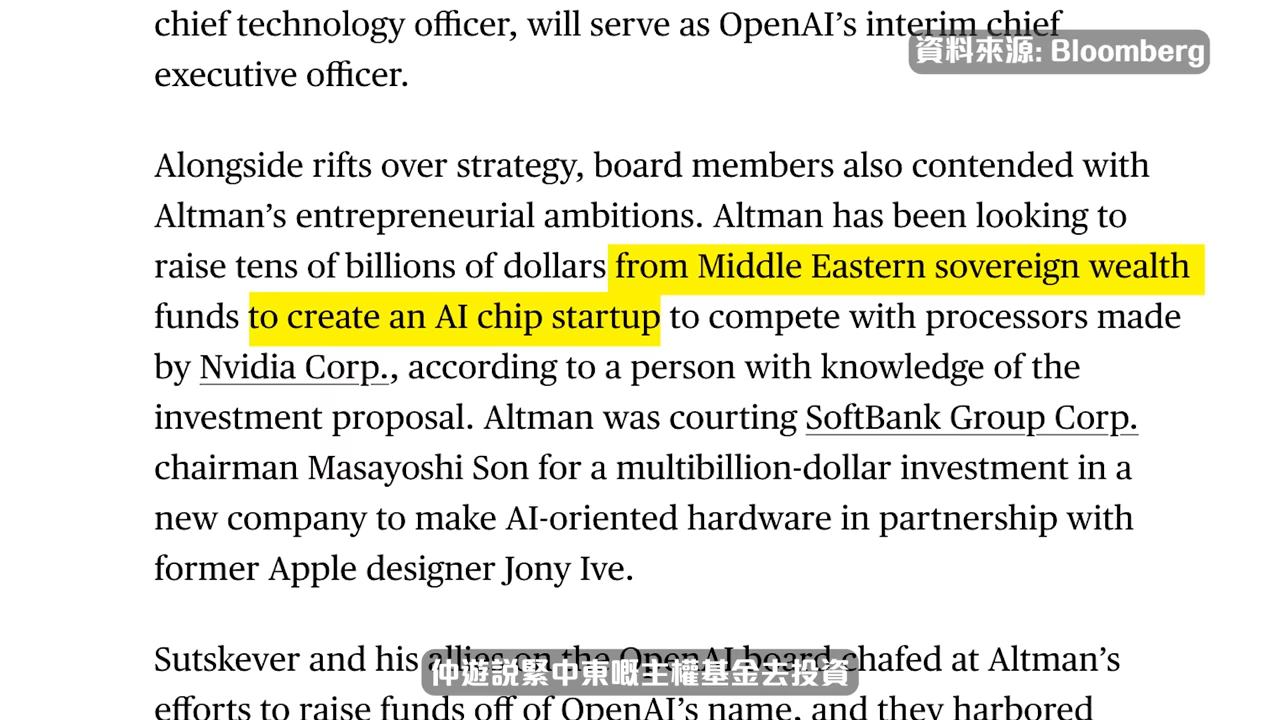 chief technology officer, will serve as OpenAI’s interim chief
資料來源: Bloomberg
executive officer.
Alongside rifts over strategy, board members also contended with
Altman’s entrepreneurial ambitions. Altman has been looking to
raise tens of billions of dollars from Middle Eastern sovereign wealth
funds to create an AI chip startup to compete with processors made
by Nvidia Corp., according to a person with knowledge of the
investment proposal. Altman was courting SoftBank Group Corp.
chairman Masayoshi Son for a multibillion-dollar investment in a
new company to make AI-oriented hardware in partnership with
former Apple designer Jony Ive.
Sutskever and his allies on the OpenAI board chafed at Altman’s
仲遊説緊中東嘅主權基金去投資
efforts to raise funds off of OpenAI’s name, and they harbored